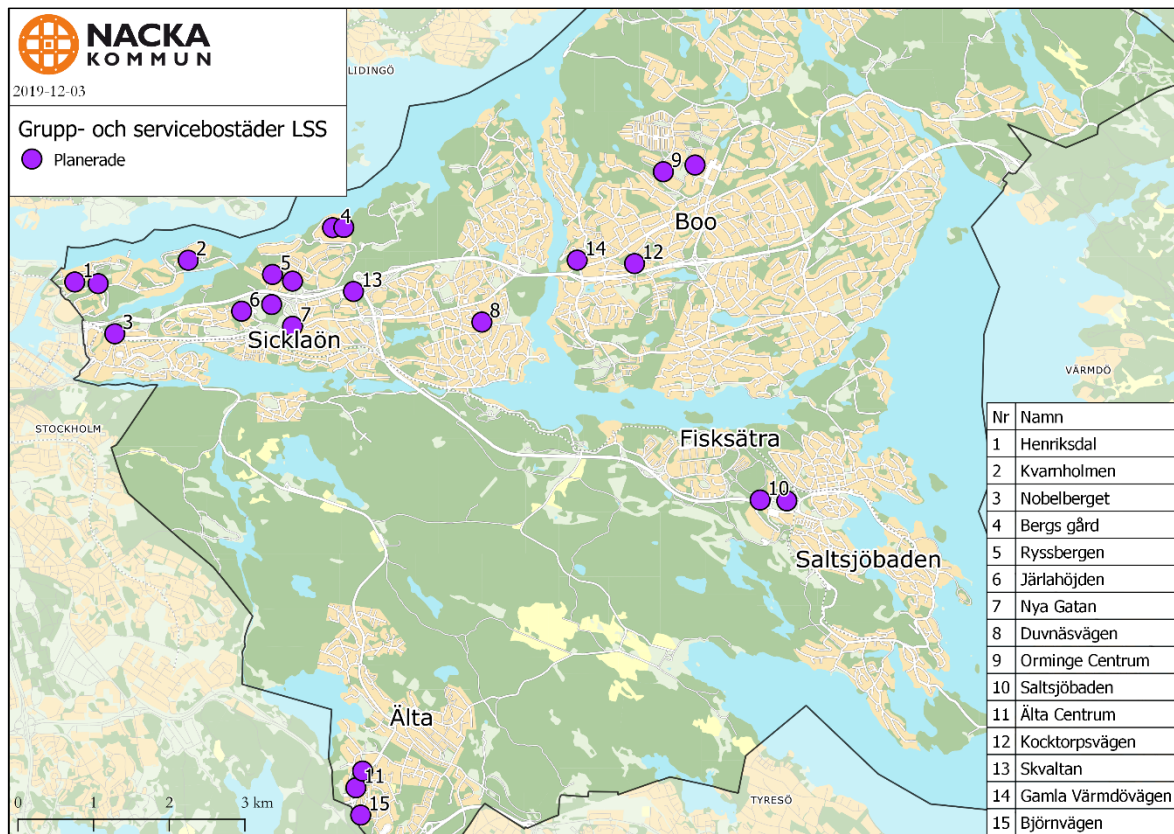 NACKA
KOMMUN
2019-12-03
Grupp- och servicebostäder LSS
Planerade
LIDINGÖ
9
Boo
4
14
12
2
5
13
1
6
7
8
3
Sicklaön
VÄRMDÖ
STOCKHOLM
Fisksätra
10
Saltsjöbaden
Älta
11
15
TYRESÖ
0 1 2 3 km
Nr Namn
1 Henriksdal
2 Kvarnholmen
3 Nobelberget
4 Bergs gård
5 Ryssbergen
6 Järlahöjden
7 Nya Gatan
8 Duvnäsvägen
9 Orminge Centrum
10 Saltsjöbaden
11 Älta Centrum
12 Kocktorpsvägen
13 Skvaltan
14 Gamla Värmdövägen
15 Björnvägen